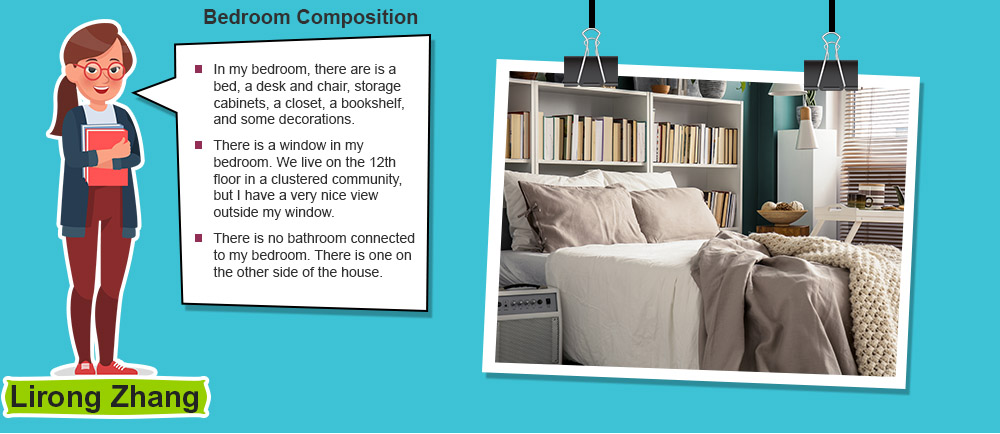 Bedroom Composition
In my bedroom, there are is a
bed, a desk and chair, storage
cabinets, a closet, a bookshelf,
and some decorations.
There is a window in my
bedroom. We live on the 12th
floor in a clustered community,
but I have a very nice view
outside my window.
There is no bathroom connected
to my bedroom. There is one on
the other side of the house.
Lirong Zhang